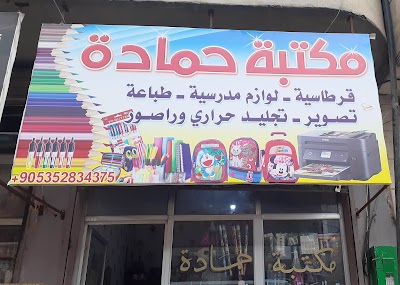 مكتبة حمادة
قرطاسية ـ لوازم مدرسية ـ طباعة
تصوير ـ تجليد حراري وراصور
+905352834375
مكتبة حمادة